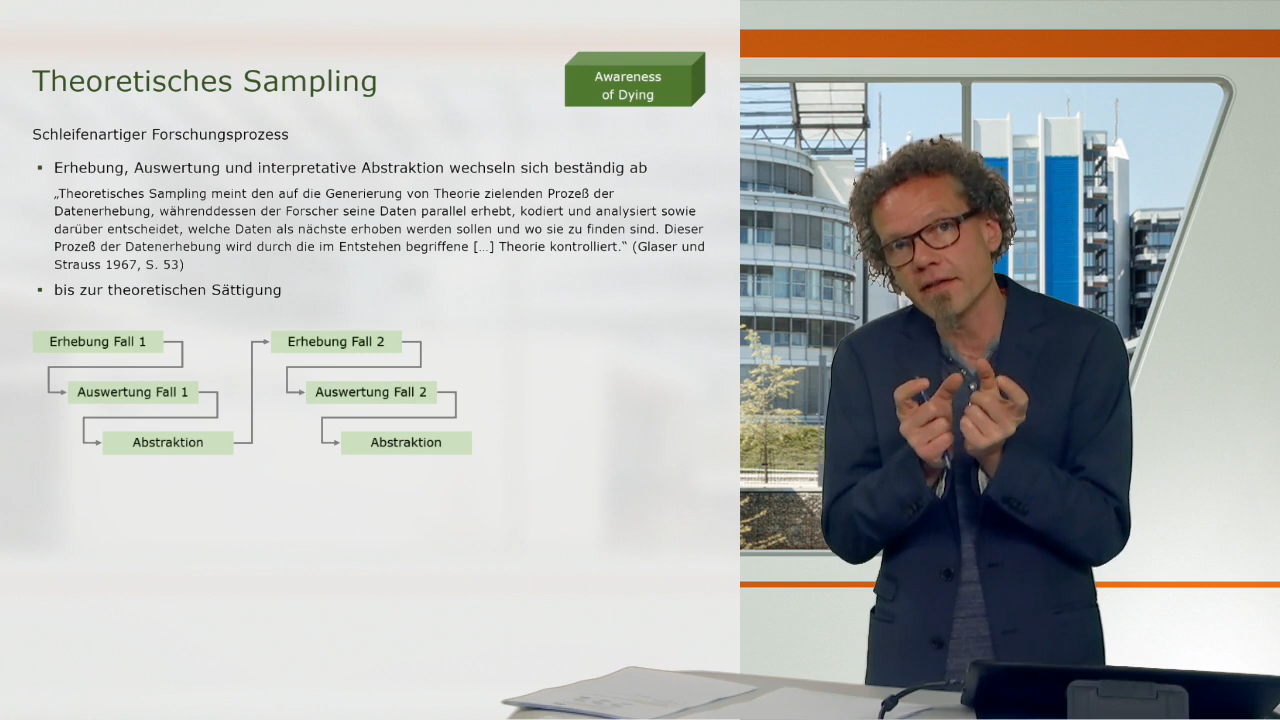 Theoretisches Sampling
Awareness
of Dying
Schleifenartiger Forschungsprozess
▪ Erhebung, Auswertung und interpretative Abstraktion wechseln sich beständig ab
„Theoretisches Sampling meint den auf die Generierung von Theorie zielenden Prozeß der
Datenerhebung, währenddessen der Forscher seine Daten parallel erhebt, kodiert und analysiert sowie
darüber entscheidet, welche Daten als nächste erhoben werden sollen und wo sie zu finden sind. Dieser
Prozeß der Datenerhebung wird durch die im Entstehen begriffene […] Theorie kontrolliert.“ (Glaser und
Strauss 1967, S. 53)
▪ bis zur theoretischen Sättigung
Erhebung Fall 1
Auswertung Fall 1
Abstraktion
Erhebung Fall 2
Auswertung Fall 2
Abstraktion